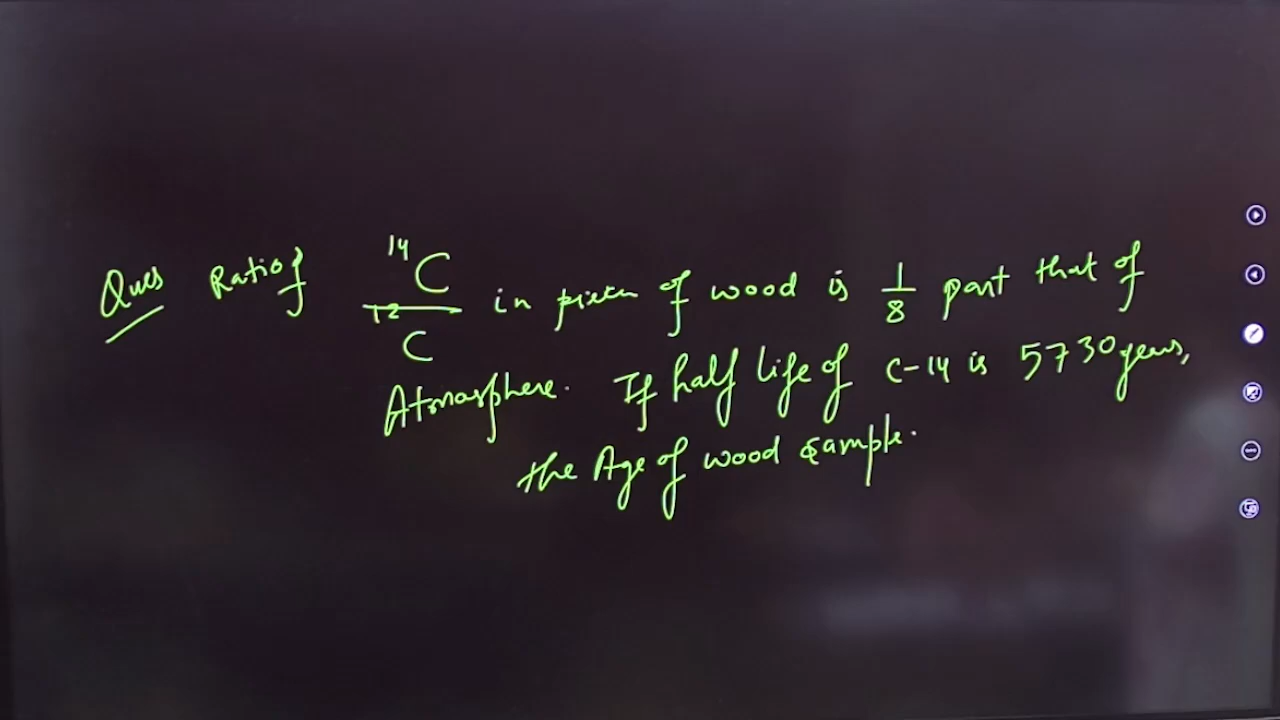 Ques Ratio of 14C / 12C in piece of wood is 1/8 part that of
Atmosphere. If half life of C-14 is 5730 years,
the Age of wood sample.